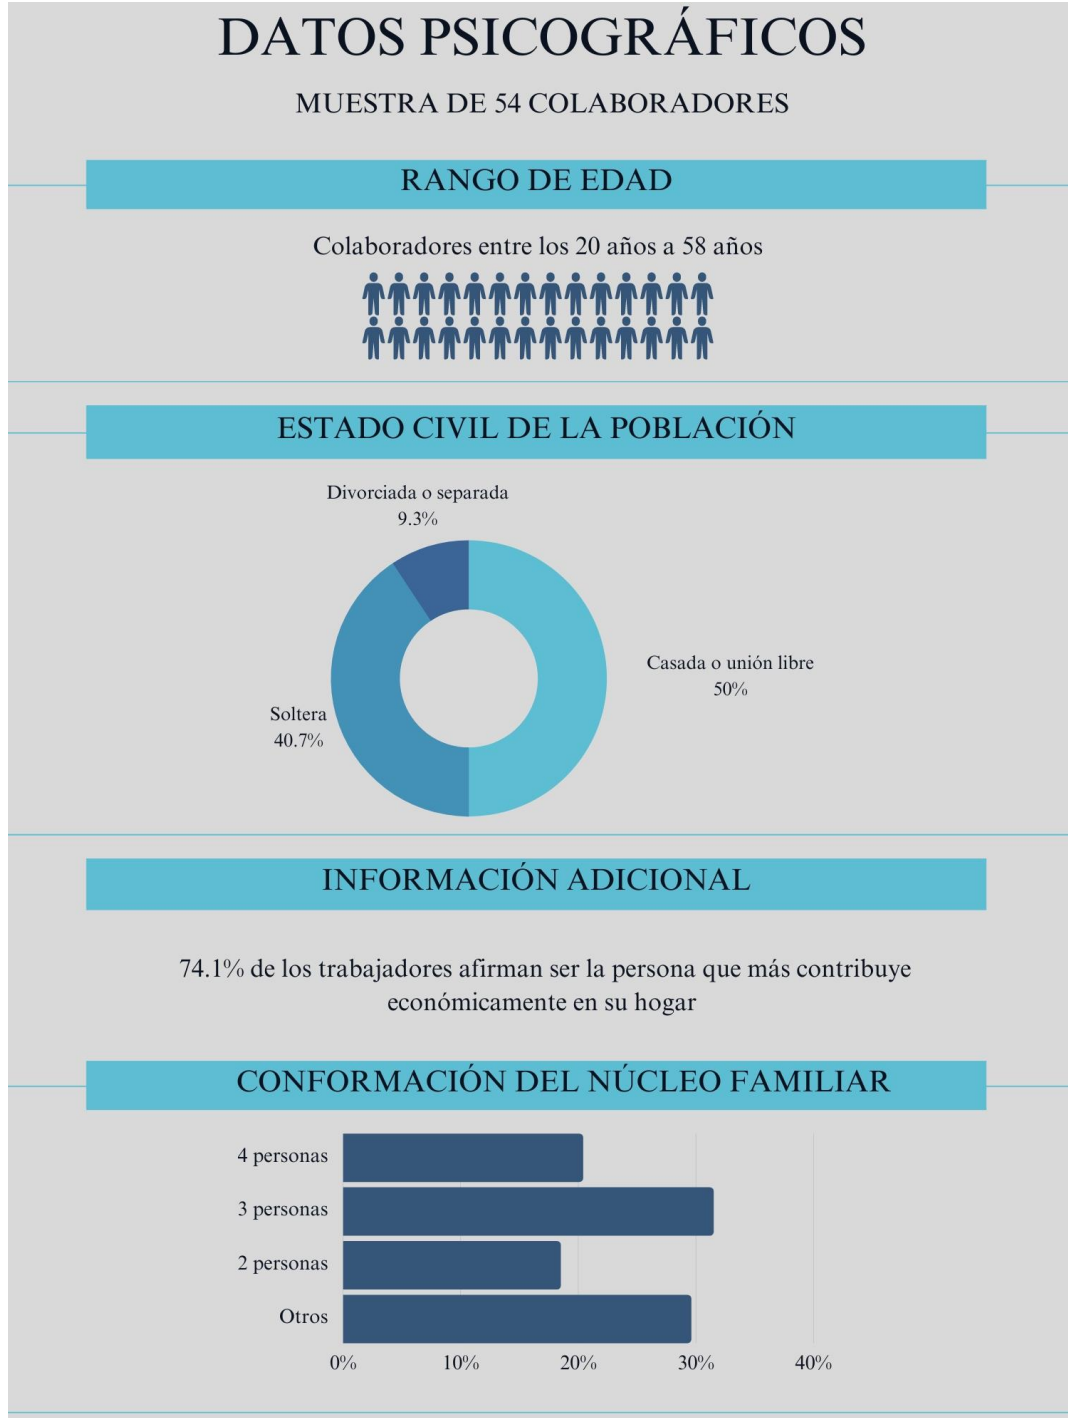 DATOS PSICOGRÁFICOS
MUESTRA DE 54 COLABORADORES
RANGO DE EDAD
Colaboradores entre los 20 años a 58 años
ESTADO CIVIL DE LA POBLACIÓN
Divorciada o separada
9.3%
Casada o unión libre
50%
Soltera
40.7%
INFORMACIÓN ADICIONAL
74.1% de los trabajadores afirman ser la persona que más contribuye
económicamente en su hogar
CONFORMACIÓN DEL NÚCLEO FAMILIAR
4 personas
3 personas
2 personas
Otros
0% 10% 20% 30% 40%